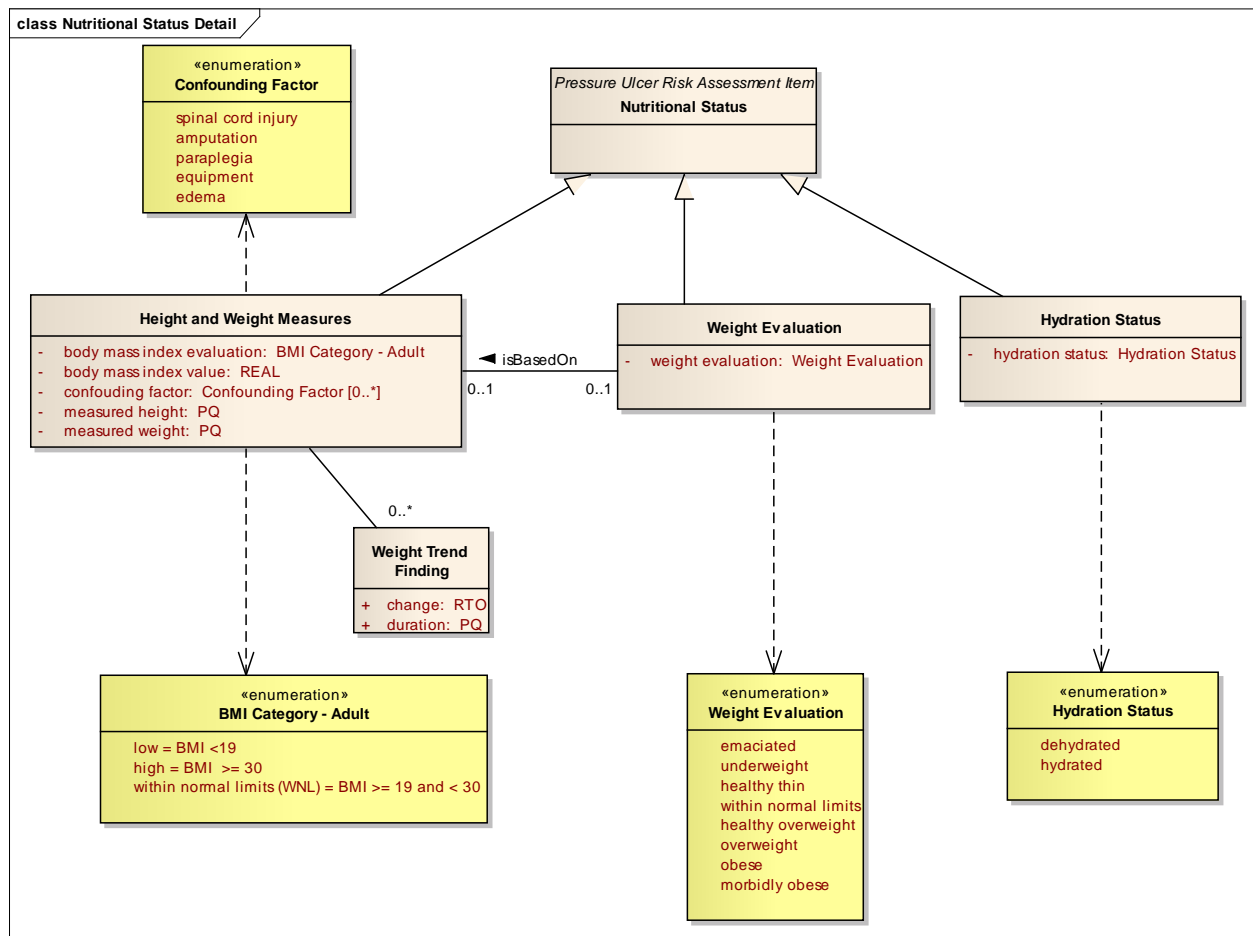 class Nutritional Status Detail
«enumeration»
Confounding Factor
spinal cord injury
amputation
paraplegia
equipment
edema
Pressure Ulcer Risk Assessment Item
Nutritional Status
Height and Weight Measures
- body mass index evaluation: BMI Category - Adult
- body mass index value: REAL
- confouding factor: Confounding Factor [0..*]
- measured height: PQ
- measured weight: PQ
isBasedOn
0..1
0..1
Weight Evaluation
- weight evaluation: Weight Evaluation
Hydration Status
- hydration status: Hydration Status
0..*
Weight Trend
Finding
+ change: RTO
+ duration: PQ
«enumeration»
BMI Category - Adult
low = BMI <19
high = BMI >= 30
within normal limits (WNL) = BMI >= 19 and < 30
«enumeration»
Weight Evaluation
emaciated
underweight
healthy thin
within normal limits
healthy overweight
overweight
obese
morbidly obese
«enumeration»
Hydration Status
dehydrated
hydrated